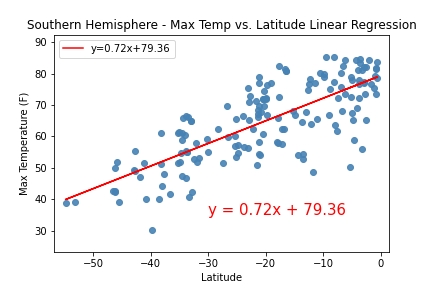 Southern Hemisphere - Max Temp vs. Latitude Linear Regression
y=0.72x+79.36
90
80
70
60
50
40
30
Max Temperature (F)
y = 0.72x + 79.36
−50
−40
−30
−20
−10
0
Latitude